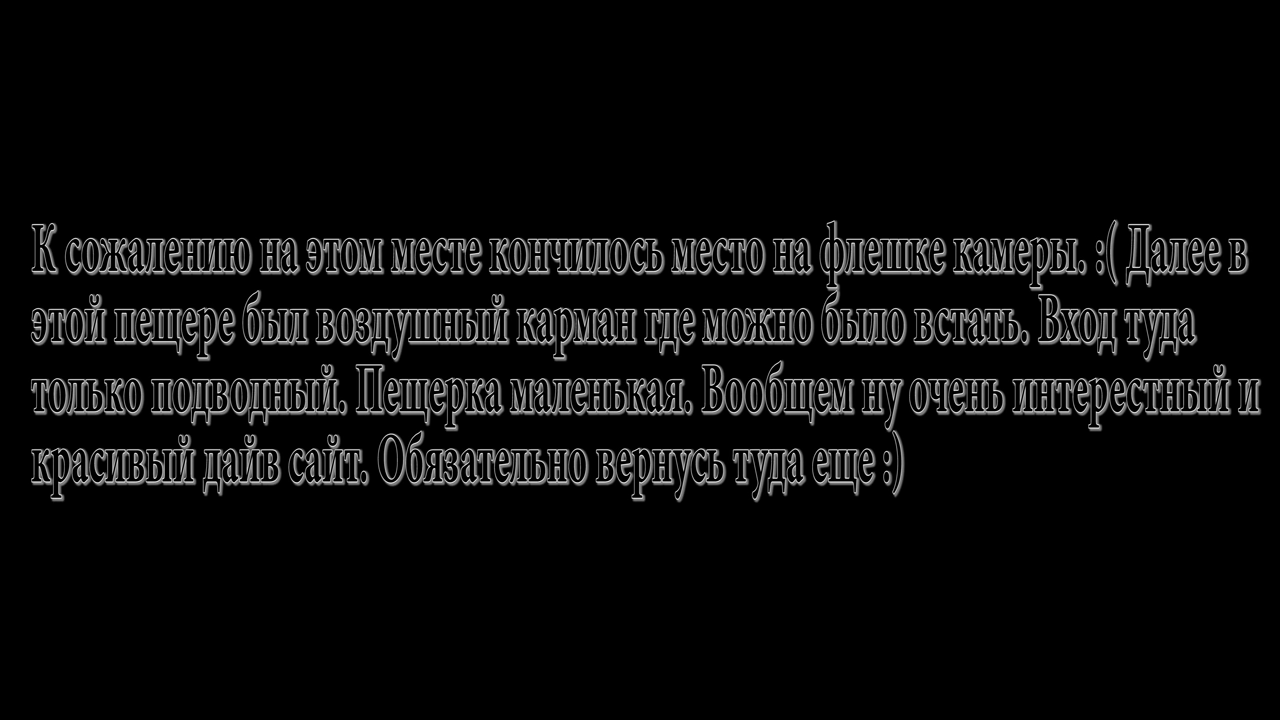 К сожалению на этом месте кончилось место на флешке камеры. :( Далее в
этой пещере был воздушный карман где можно было встать. Вход туда
только подводный. Пещерка маленькая. Вообщем ну очень интерестный и
красивый дайв сайт. Обязательно вернусь туда еще :)